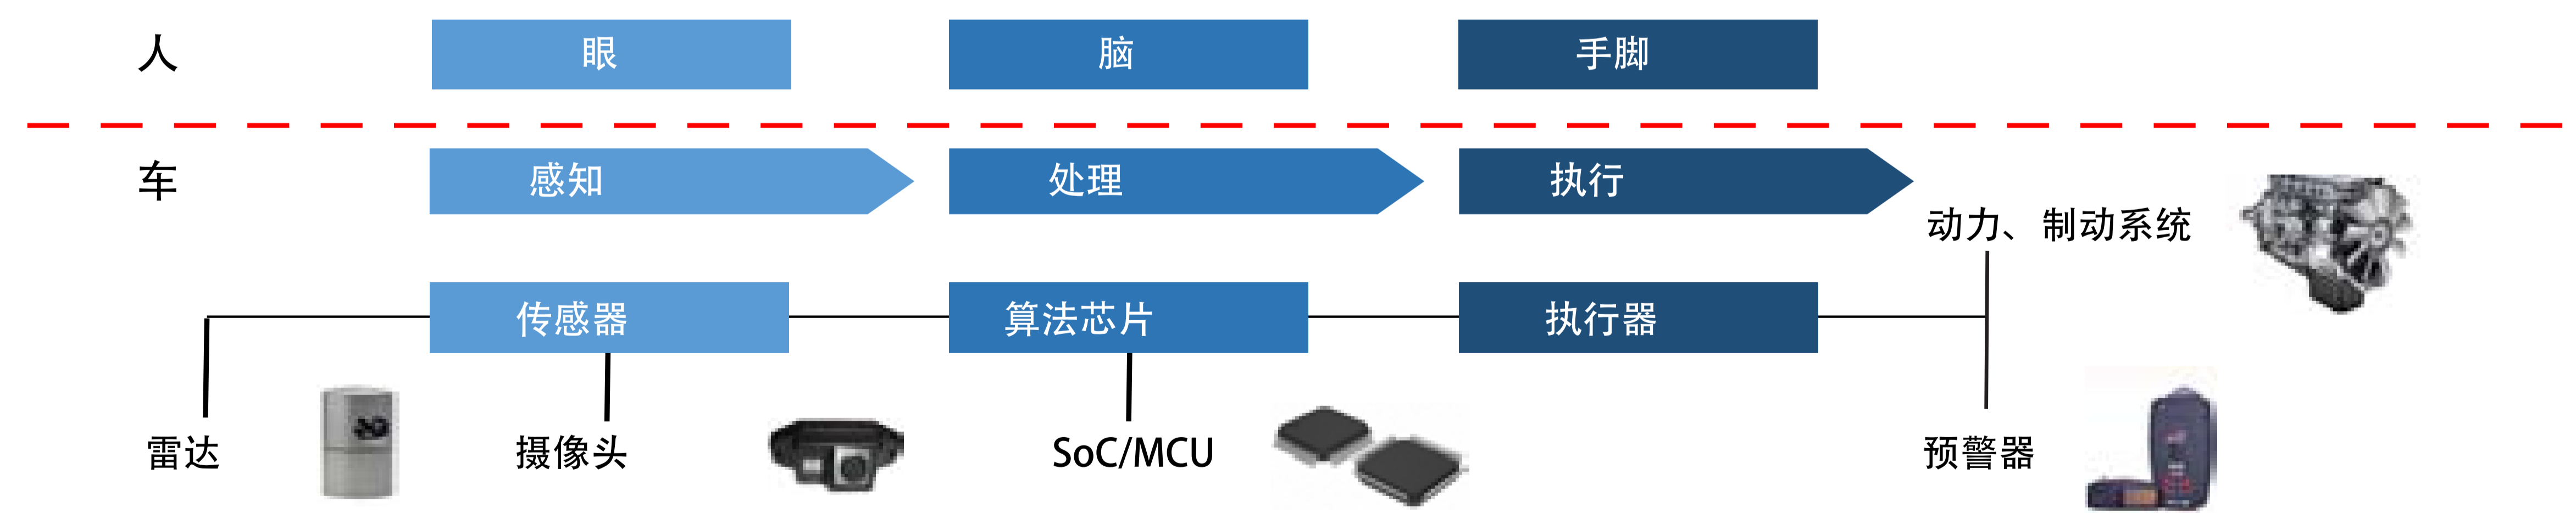 人
眼
脑
手脚
车
感知
处理
执行
动力、制动系统
传感器
算法芯片
执行器
雷达
摄像头
SoC/MCU
预警器